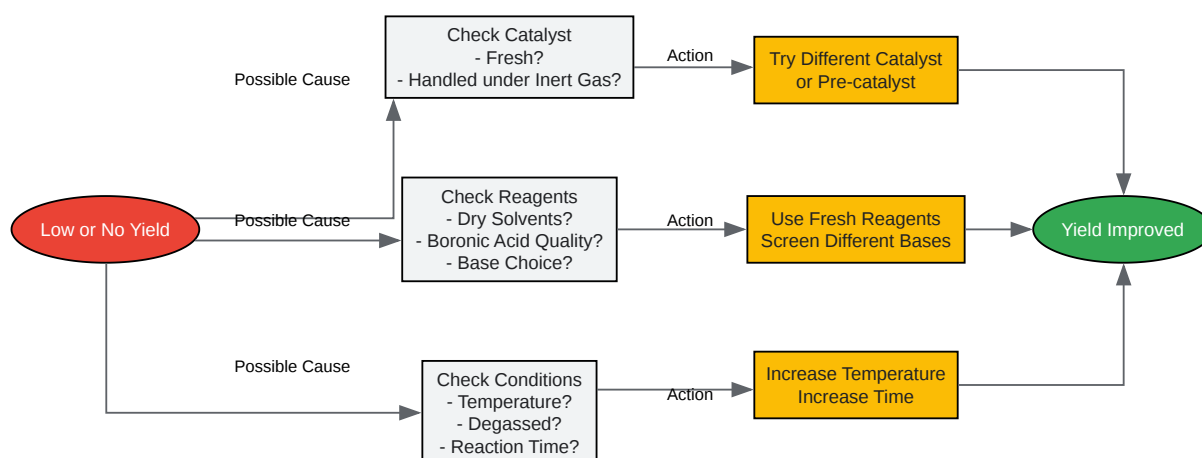 Possible Cause
Check Catalyst
- Fresh?
- Handled under Inert Gas?
Action
Try Different Catalyst
or Pre-catalyst
Low or No Yield
Possible Cause
Check Reagents
- Dry Solvents?
- Boronic Acid Quality?
- Base Choice?
Action
Use Fresh Reagents
Screen Different Bases
Yield Improved
Possible Cause
Check Conditions
- Temperature?
- Degassed?
- Reaction Time?
Action
Increase Temperature
Increase Time